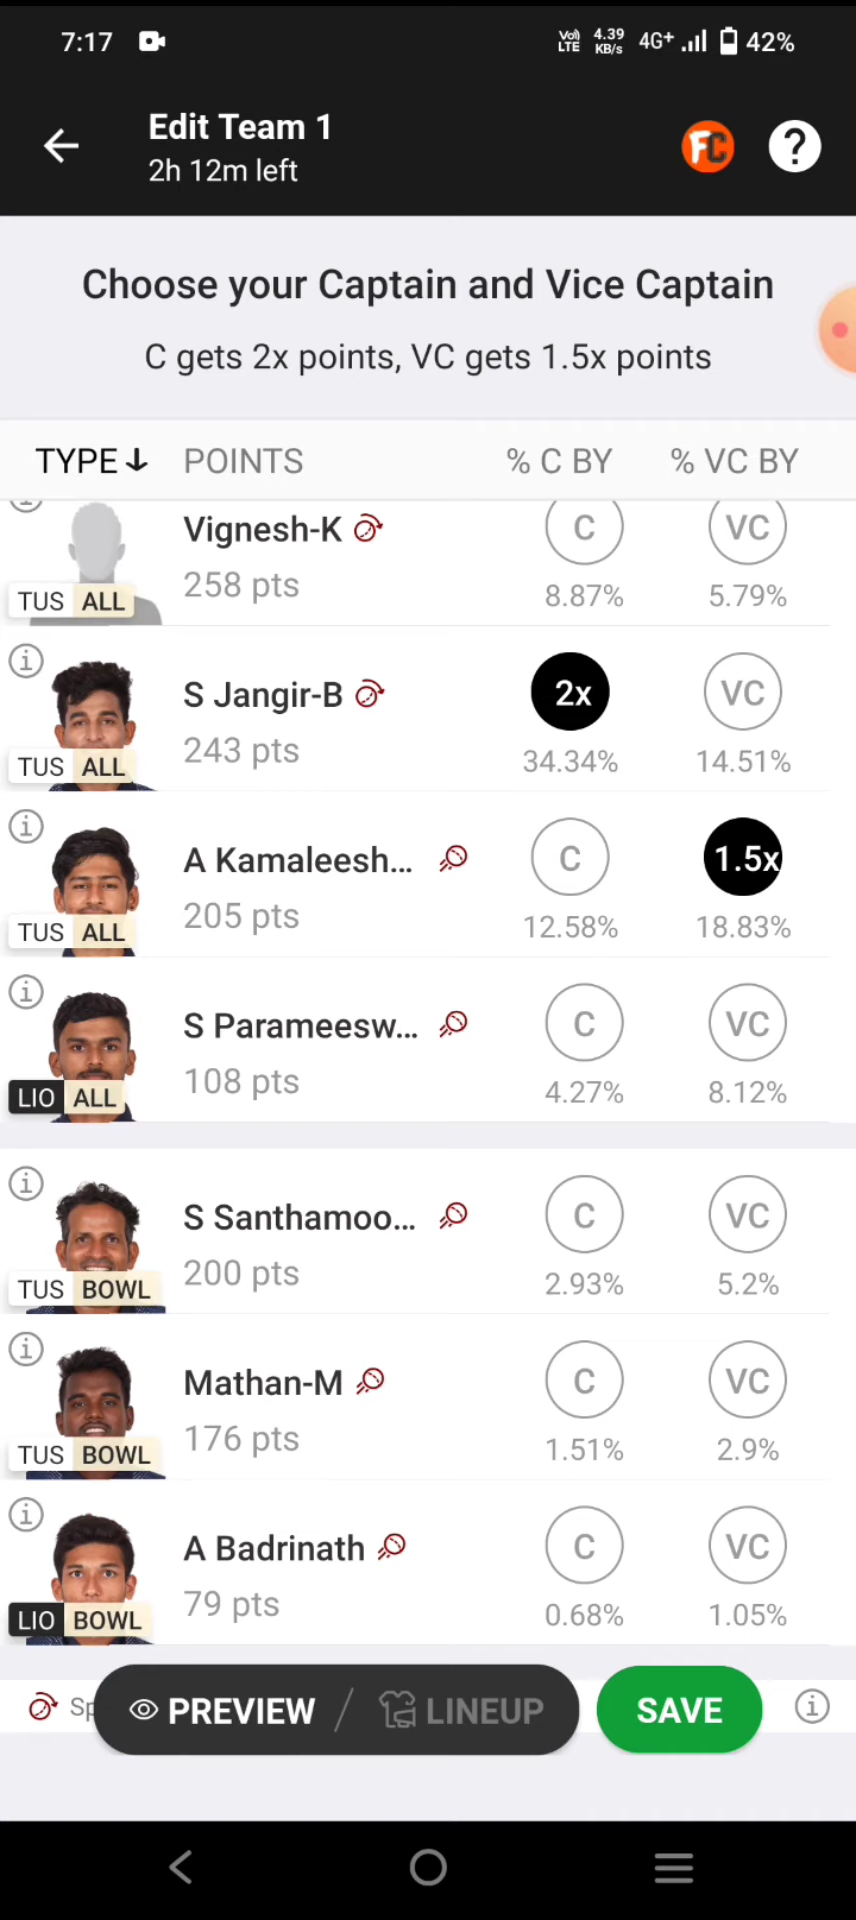 7:17 Vo) LTE 4.39 KB/s 4G+ 42%
Edit Team 1
2h 12m left
FC ?
Choose your Captain and Vice Captain
C gets 2x points, VC gets 1.5x points
TYPE POINTS % C BY % VC BY
Vignesh-K C VC
258 pts 8.87% 5.79%
TUS ALL
S Jangir-B 2x VC
243 pts 34.34% 14.51%
TUS ALL
A Kamaleesh... C 1.5x
205 pts 12.58% 18.83%
TUS ALL
S Parameesw... C VC
108 pts 4.27% 8.12%
LIO ALL
S Santhamoo... C VC
200 pts 2.93% 5.2%
TUS BOWL
Mathan-M C VC
176 pts 1.51% 2.9%
TUS BOWL
A Badrinath C VC
79 pts 0.68% 1.05%
LIO BOWL
PREVIEW / LINEUP SAVE